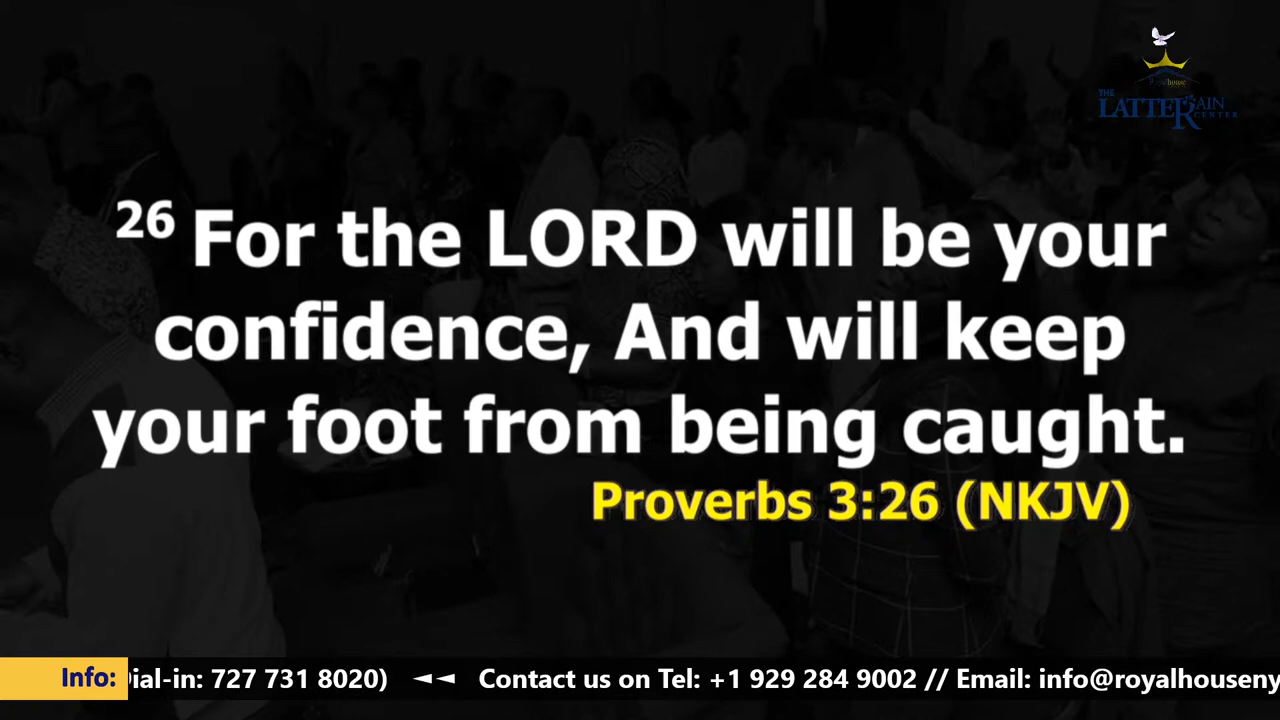 Royalhouse
THE
LATTER RAIN
CENTER
26 For the LORD will be your
confidence, And will keep
your foot from being caught.
Proverbs 3:26 (NKJV)
Info: ial-in: 727 731 8020) ◄◄ Contact us on Tel: +1 929 284 9002 // Email: info@royalhouseny